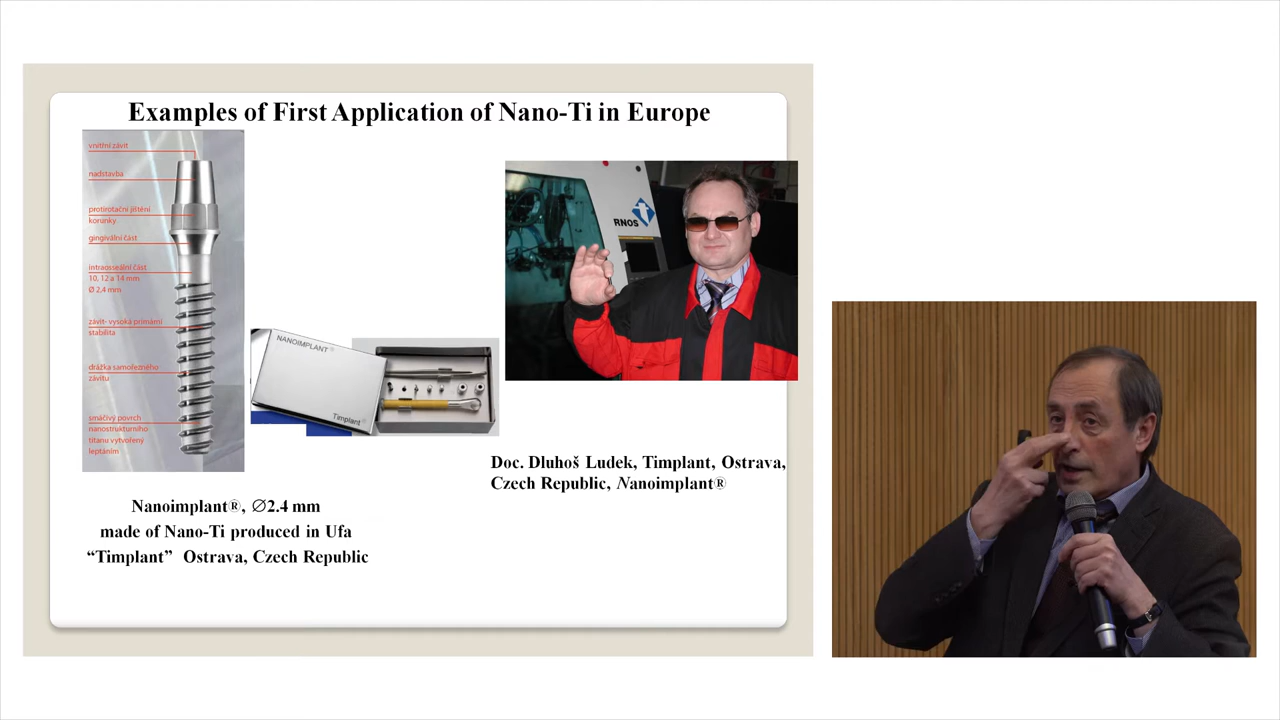 Examples of First Application of Nano-Ti in Europe
vnitřní závit
nadstavba
protirotační jištění
korunky
gingivální část
intraosseální část
10, 12 a 14 mm
Ø 2,4 mm
závit- vysoká primární
stabilita
drážka samořezného
závitu
smáčivý povrch
nanostrukturního
titanu vytvořený
leptáním
NANOIMPLANT®
Timplant®
RNOS
Doc. Dluhoš Ludek, Timplant, Ostrava,
Czech Republic, Nanoimplant®
Nanoimplant®, ∅2.4 mm
made of Nano-Ti produced in Ufa
“Timplant” Ostrava, Czech Republic